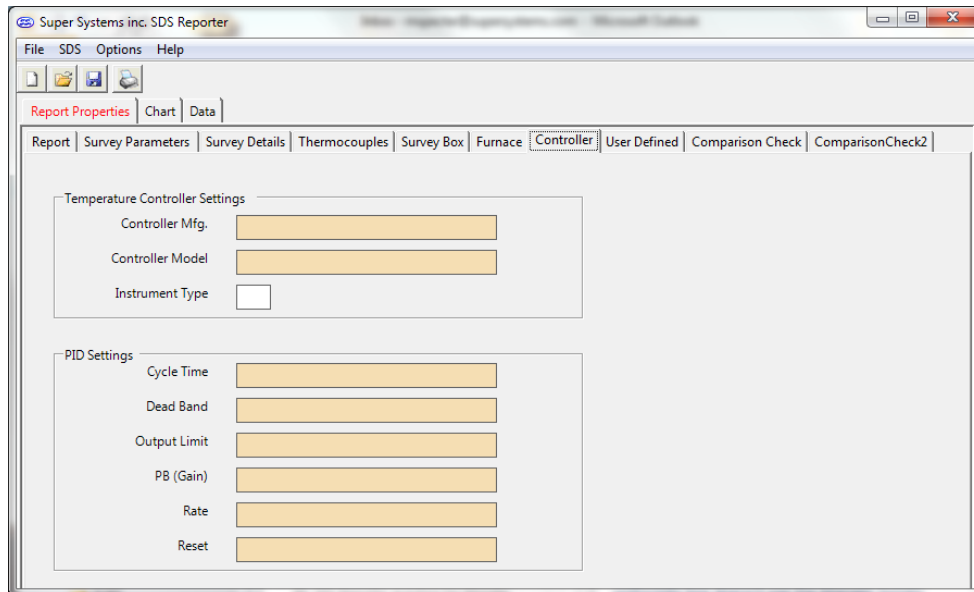 Super Systems inc. SDS Reporter
File SDS Options Help
Report Properties Chart Data
Report Survey Parameters Survey Details Thermocouples Survey Box Furnace Controller User Defined Comparison Check ComparisonCheck2
Temperature Controller Settings
Controller Mfg.
Controller Model
Instrument Type
PID Settings
Cycle Time
Dead Band
Output Limit
PB (Gain)
Rate
Reset